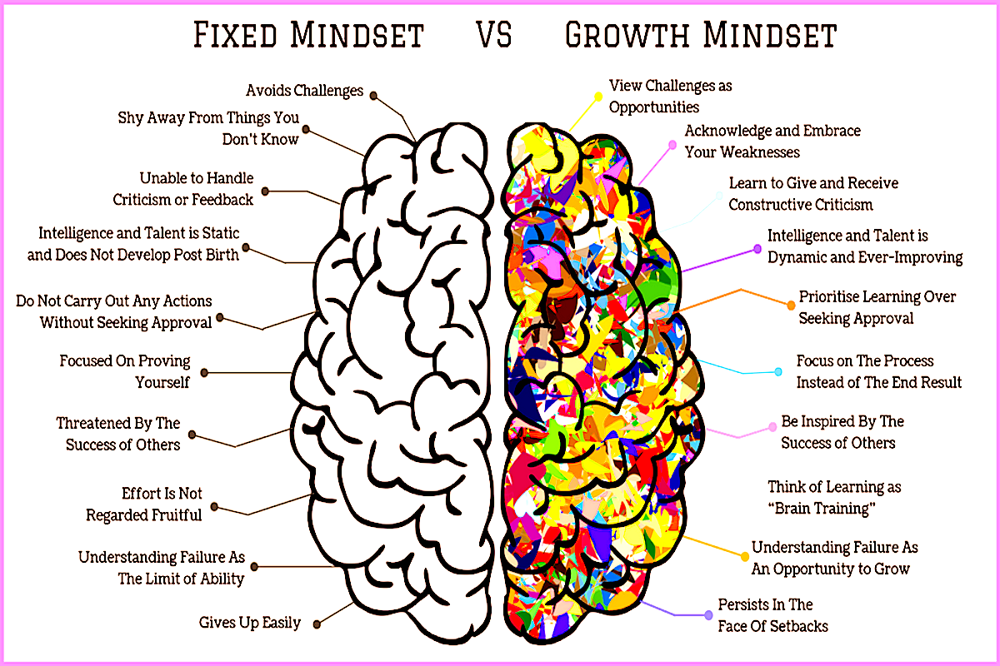 FIXED MINDSET VS GROWTH MINDSET
Avoids Challenges
Shy Away From Things You
Don't Know
Unable to Handle
Criticism or Feedback
Intelligence and Talent is Static
and Does Not Develop Post Birth
Do Not Carry Out Any Actions
Without Seeking Approval
Focused On Proving
Yourself
Threatened By The
Success of Others
Effort Is Not
Regarded Fruitful
Understanding Failure As
The Limit of Ability
Gives Up Easily
View Challenges as
Opportunities
Acknowledge and Embrace
Your Weaknesses
Learn to Give and Receive
Constructive Criticism
Intelligence and Talent is
Dynamic and Ever-Improving
Prioritise Learning Over
Seeking Approval
Focus on The Process
Instead of The End Result
Be Inspired By The
Success of Others
Think of Learning as
“Brain Training”
Understanding Failure As
An Opportunity to Grow
Persists In The
Face Of Setbacks